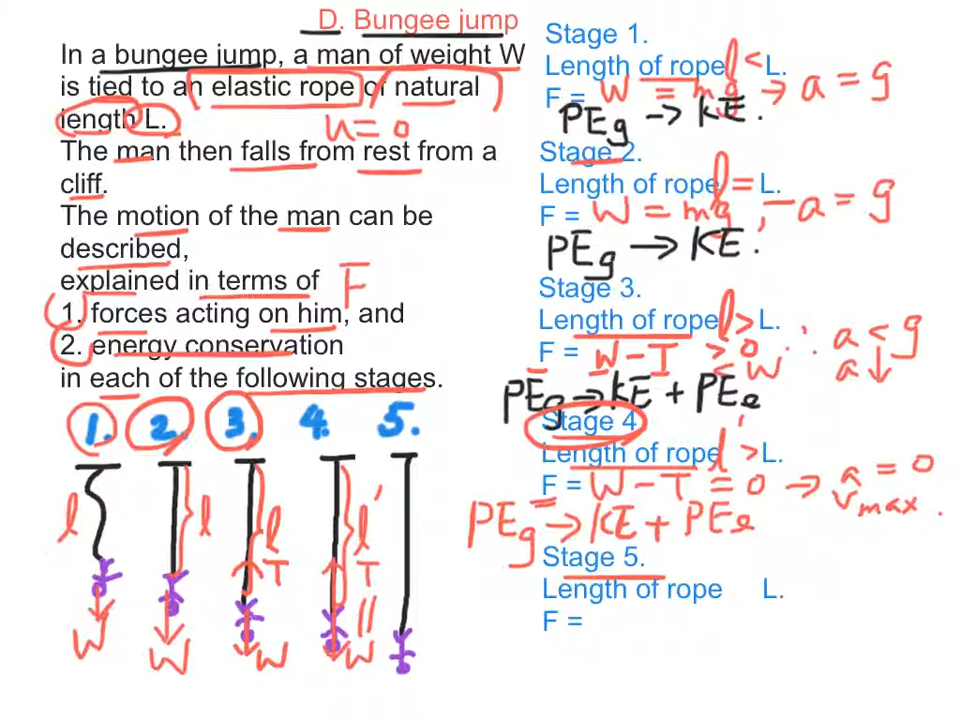 D. Bungee jump
In a bungee jump, a man of weight W
is tied to an elastic rope of natural
length L.
u = 0
The man then falls from rest from a
cliff.
The motion of the man can be
described,
explained in terms of F
1. forces acting on him, and
2. energy conservation
in each of the following stages.
1. 2. 3. 4. 5.
l l l l'
T T
||
W W W W
Stage 1.
Length of rope l < L.
F = W = mg → a = g
PEg → KE.
Stage 2.
Length of rope l = L.
F = W = mg, a = g
PEg → KE.
Stage 3.
Length of rope l > L.
F = W - T > 0 ∴ a < g
< W a ↓
PEg → KE + PEe
Stage 4
Length of rope l' > L.
F = W - T = 0 → a = 0
vmax.
PEg → KE + PEe
Stage 5.
Length of rope L.
F =